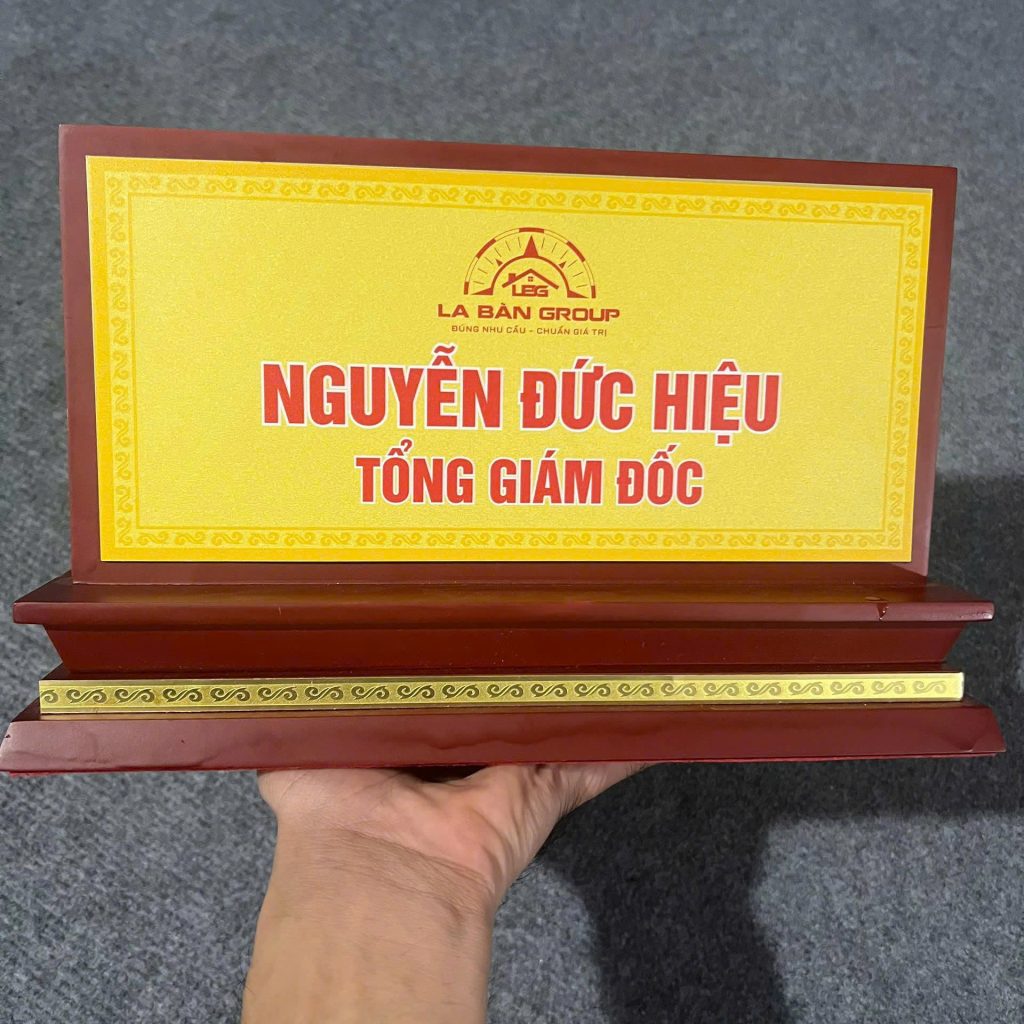 LBG
LA BÀN GROUP
ĐÚNG NHU CẦU - CHUẨN GIÁ TRỊ
NGUYỄN ĐỨC HIỆU
TỔNG GIÁM ĐỐC